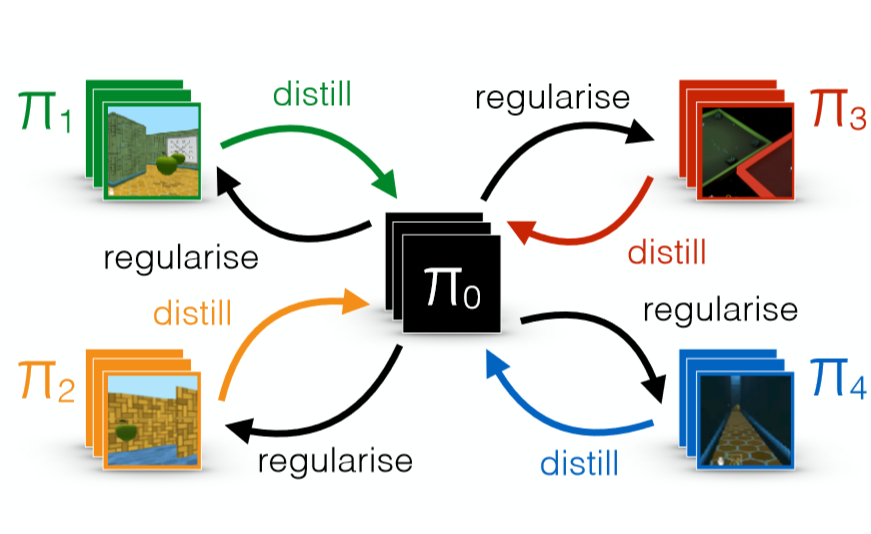 π1
distill
regularise
π3
regularise
distill
π0
distill
regularise
π2
regularise
distill
π4